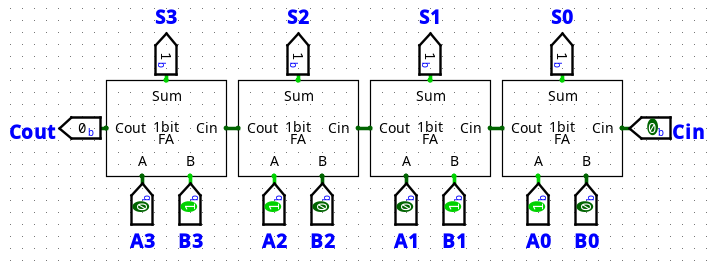 S3 S2 S1 S0
1b 1b 1b 1b
Sum Sum Sum Sum
Cout 0b Cout 1bit FA Cin Cout 1bit FA Cin Cout 1bit FA Cin Cout 1bit FA Cin 0b Cin
A B A B A B A B
0b 1b 1b 0b 0b 1b 1b 0b
A3 B3 A2 B2 A1 B1 A0 B0